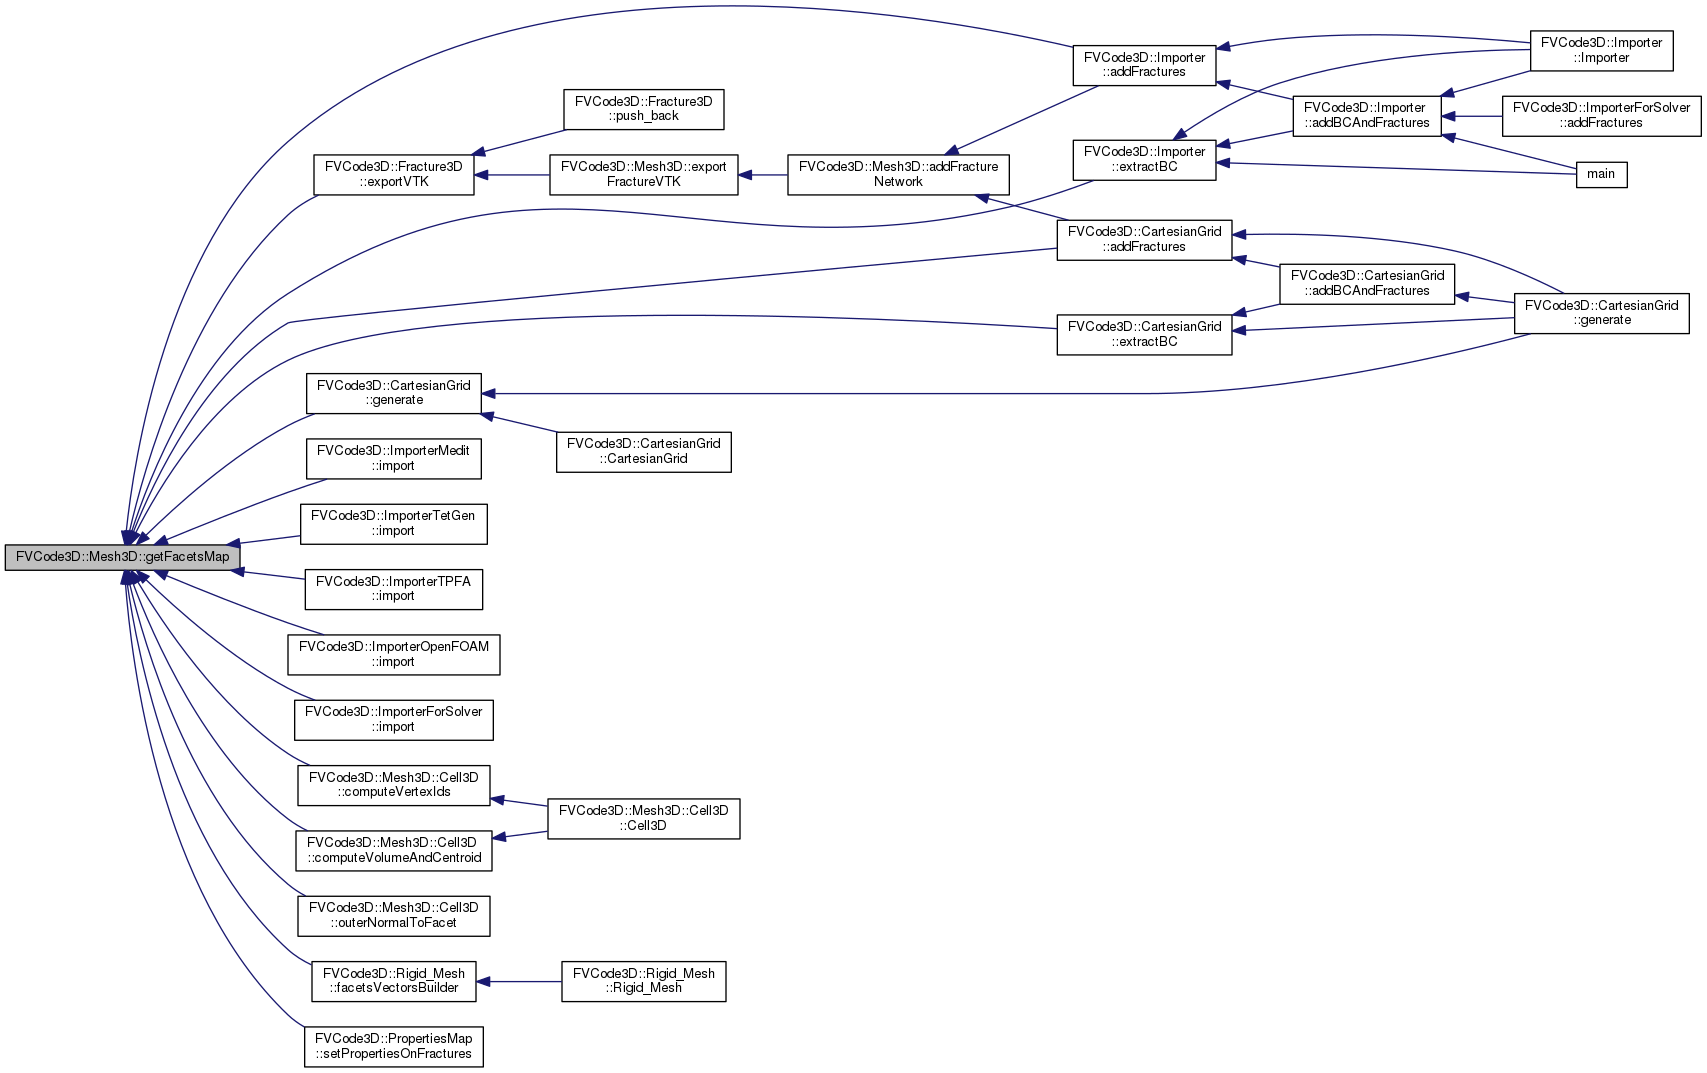 FVCode3D::Mesh3D::getFacetsMap
FVCode3D::Importer
::addFractures
FVCode3D::Importer
::Importer
FVCode3D::Importer
::addBCAndFractures
FVCode3D::ImporterForSolver
::addFractures
main
FVCode3D::Importer
::extractBC
FVCode3D::Fracture3D
::push_back
FVCode3D::Fracture3D
::exportVTK
FVCode3D::Mesh3D::export
FractureVTK
FVCode3D::Mesh3D::addFracture
Network
FVCode3D::CartesianGrid
::addFractures
FVCode3D::CartesianGrid
::addBCAndFractures
FVCode3D::CartesianGrid
::generate
FVCode3D::CartesianGrid
::extractBC
FVCode3D::CartesianGrid
::generate
FVCode3D::CartesianGrid
::CartesianGrid
FVCode3D::ImporterMedit
::import
FVCode3D::ImporterTetGen
::import
FVCode3D::ImporterTPFA
::import
FVCode3D::ImporterOpenFOAM
::import
FVCode3D::ImporterForSolver
::import
FVCode3D::Mesh3D::Cell3D
::computeVertexIds
FVCode3D::Mesh3D::Cell3D
::Cell3D
FVCode3D::Mesh3D::Cell3D
::computeVolumeAndCentroid
FVCode3D::Mesh3D::Cell3D
::outerNormalToFacet
FVCode3D::Rigid_Mesh
::facetsVectorsBuilder
FVCode3D::Rigid_Mesh
::Rigid_Mesh
FVCode3D::PropertiesMap
::setPropertiesOnFractures